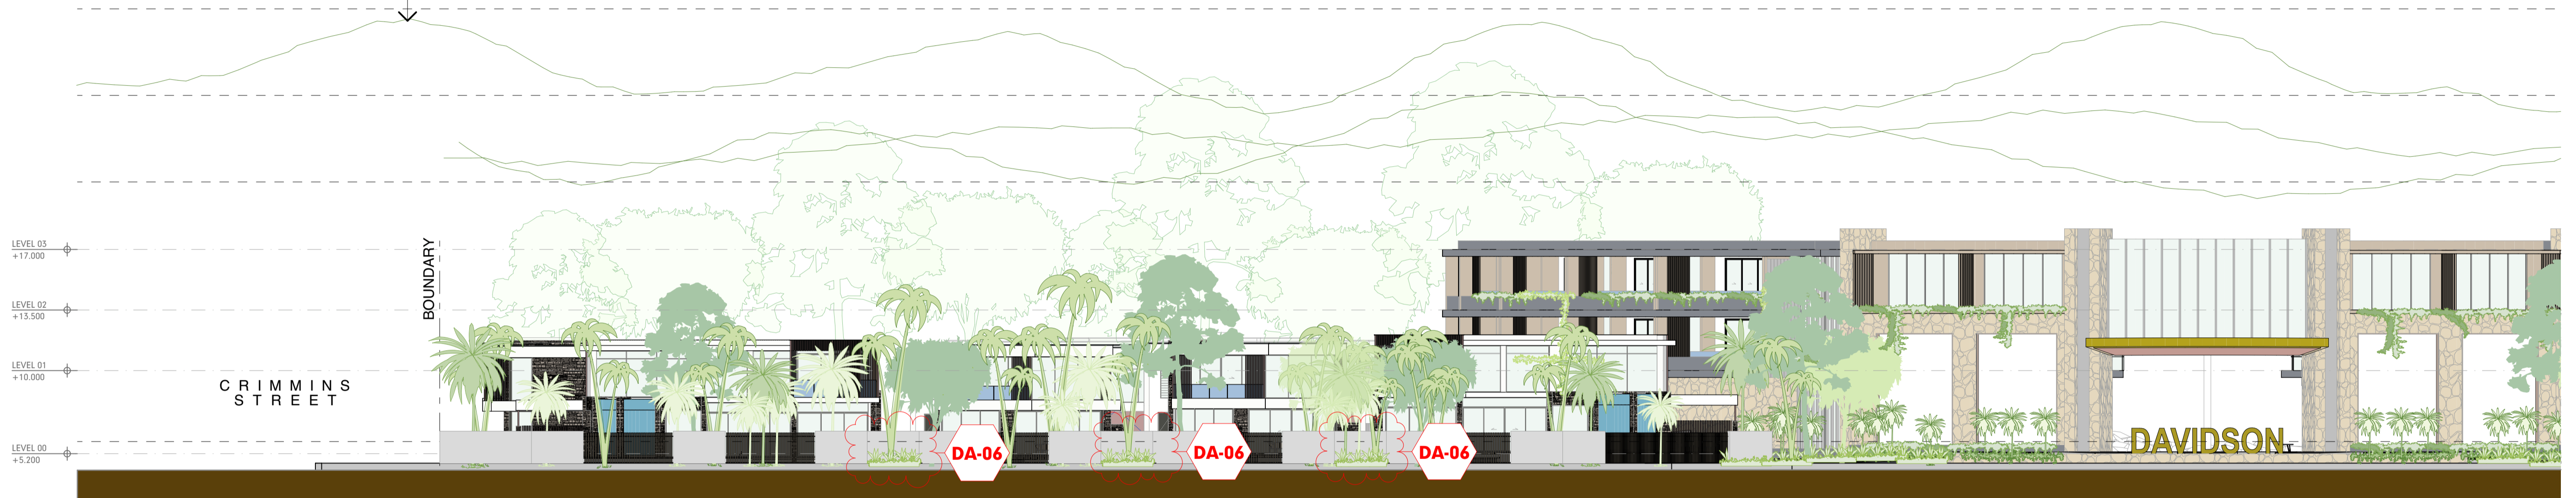 LEVEL 03
+17.000
LEVEL 02
+13.500
LEVEL 01
+10.000
LEVEL 00
+5.200
CRIMMINS
STREET
BOUNDARY
DA-06
DA-06
DA-06
DAVIDSON